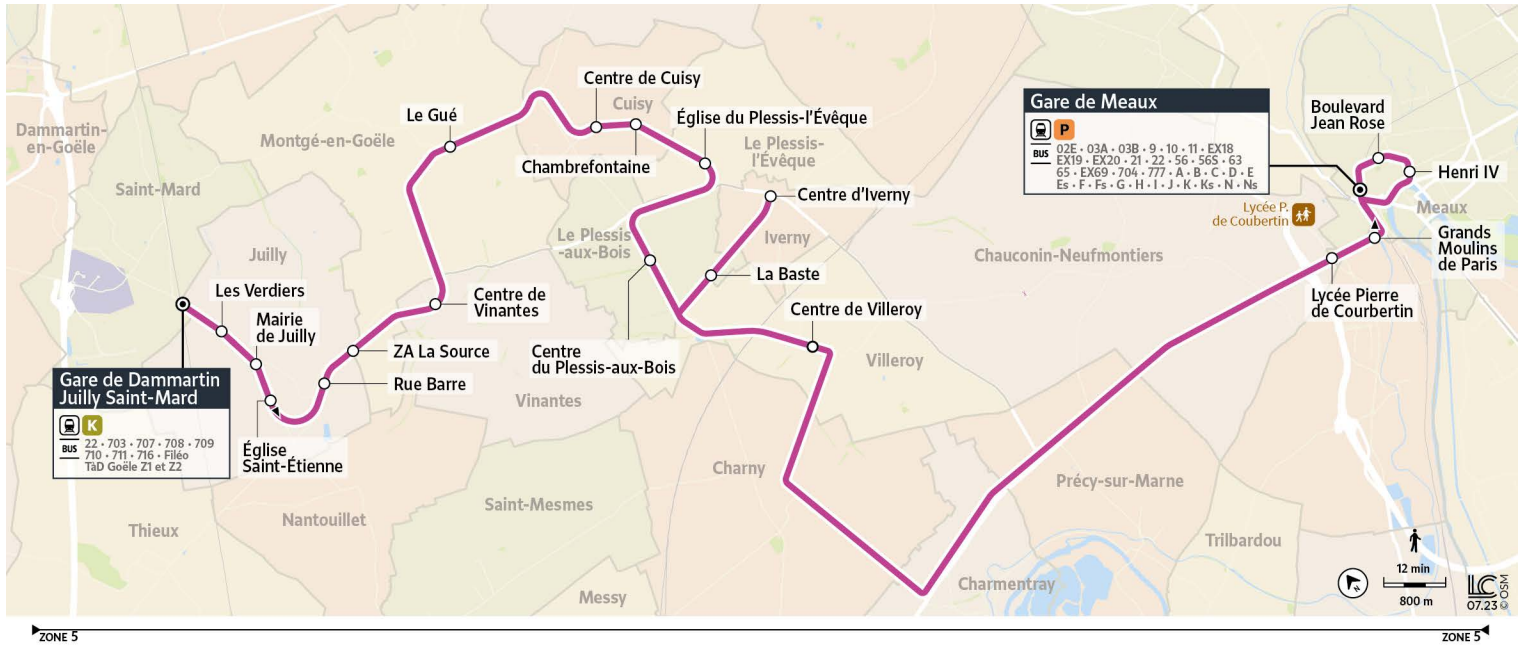 Centre de Cuisy
Cuisy
Le Gué
Église du Plessis-l'Évêque
Chambrefontaine
Le Plessis-
l'Évêque
Dammartin-
en-Goële
Montgé-en-Goële
Saint-Mard
Centre d'Iverny
Iverny
Le Plessis
-aux-Bois
La Baste
Juilly
Les Verdiers
Mairie
de Juilly
Centre de
Vinantes
Centre de Villeroy
ZA La Source
Rue Barre
Centre
du Plessis-aux-Bois
Villeroy
Vinantes
Gare de Dammartin
Juilly Saint-Mard
K
BUS
22 • 703 • 707 • 708 • 709
710 • 711 • 716 • Filéo
TàD Goële Z1 et Z2
Église
Saint-Étienne
Thieux
Nantouillet
Saint-Mesmes
Messy
Charny
Gare de Meaux
P
BUS
02E • 03A • 03B • 9 • 10 • 11 • EX18
EX19 • EX20 • 21 • 22 • 56 • 56S • 63
65 • EX69 • 704 • 777 • A • B • C • D • E
Es • F • Fs • G • H • I • J • K • Ks • N • Ns
Boulevard
Jean Rose
Henri IV
Meaux
Lycée P.
de Coubertin
Grands
Moulins
de Paris
Lycée Pierre
de Courbertin
Chauconin-Neufmontiers
Précy-sur-Marne
Trilbardou
Charmentray
N
12 min
800 m
LC
07.23
© OSM
ZONE 5
ZONE 5